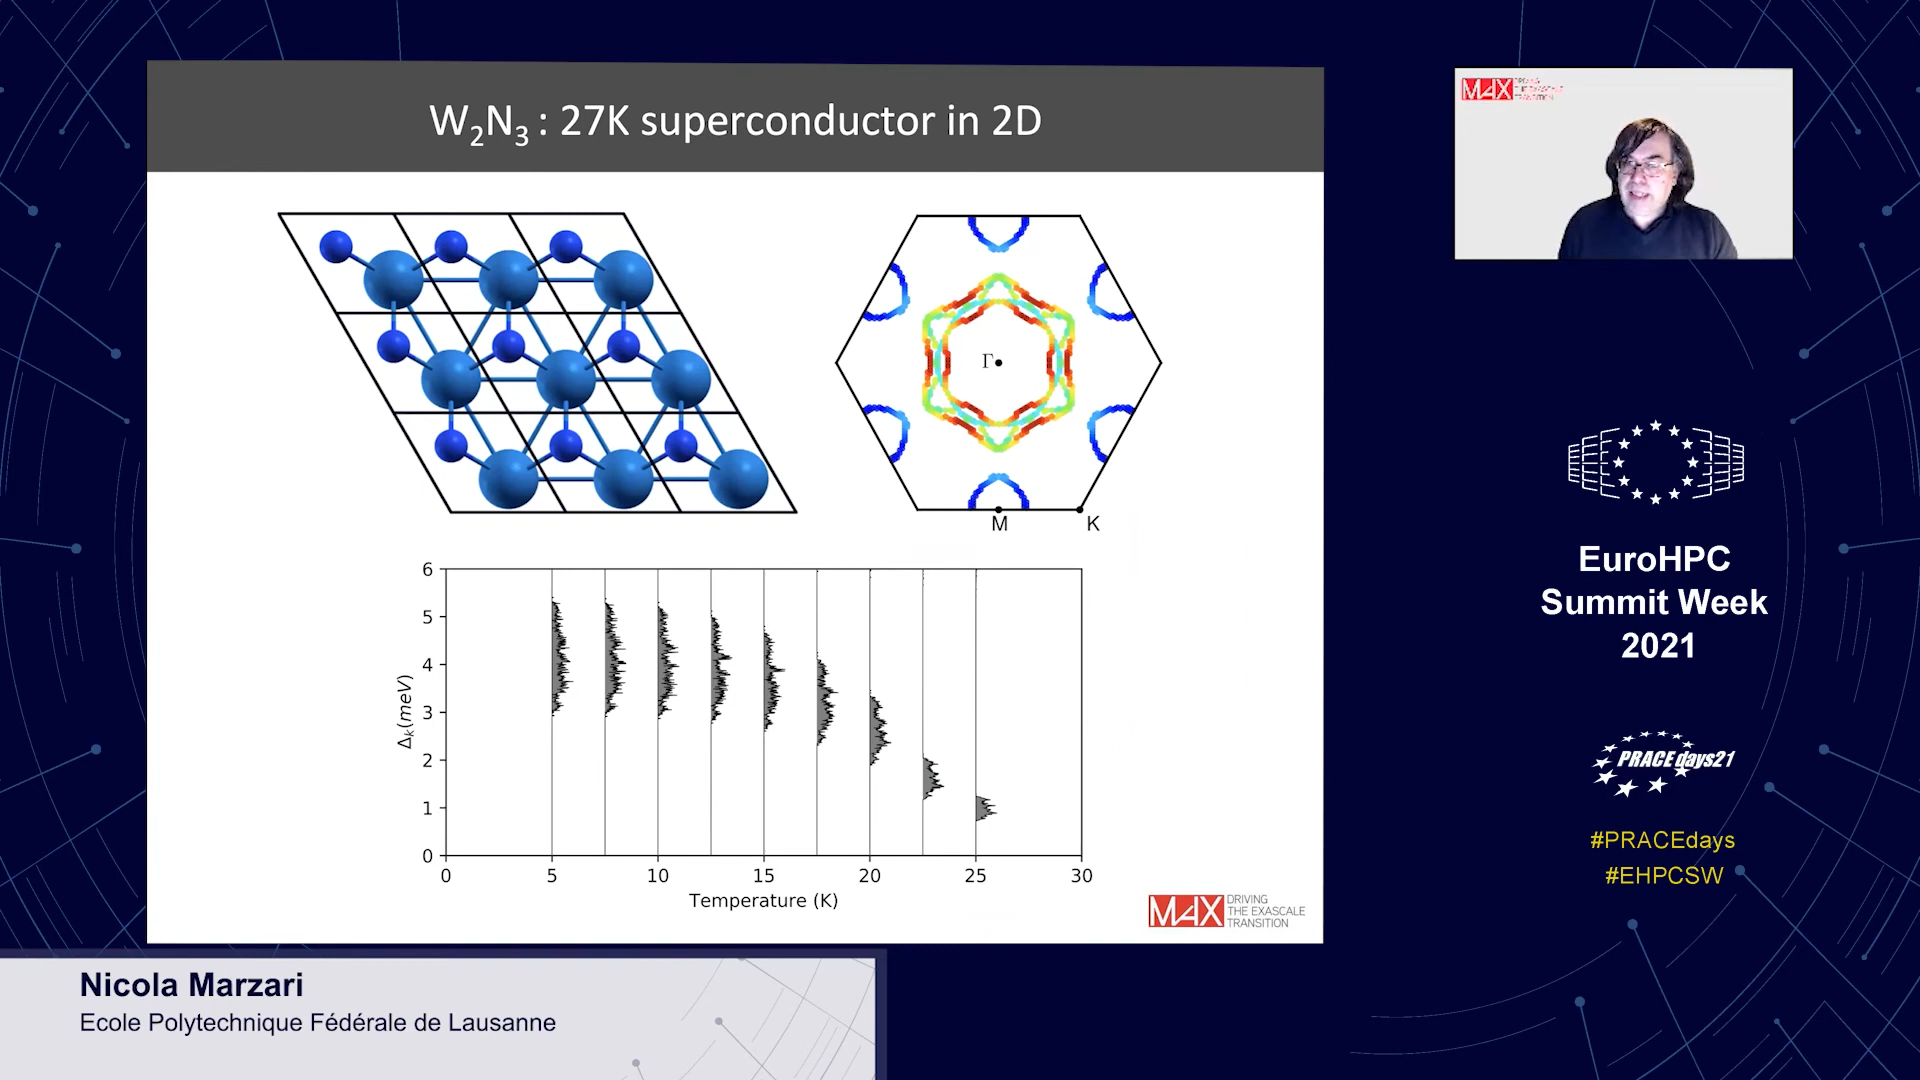 W₂N₃ : 27K superconductor in 2D
MAX
Γ
M
K
6
5
4
3
2
1
0
Δₖ(meV)
0 5 10 15 20 25 30
Temperature (K)
MAX DRIVING
THE EXASCALE
TRANSITION
EuroHPC
Summit Week
2021
PRACEdays21
#PRACEdays
#EHPCSW
Nicola Marzari
Ecole Polytechnique Fédérale de Lausanne